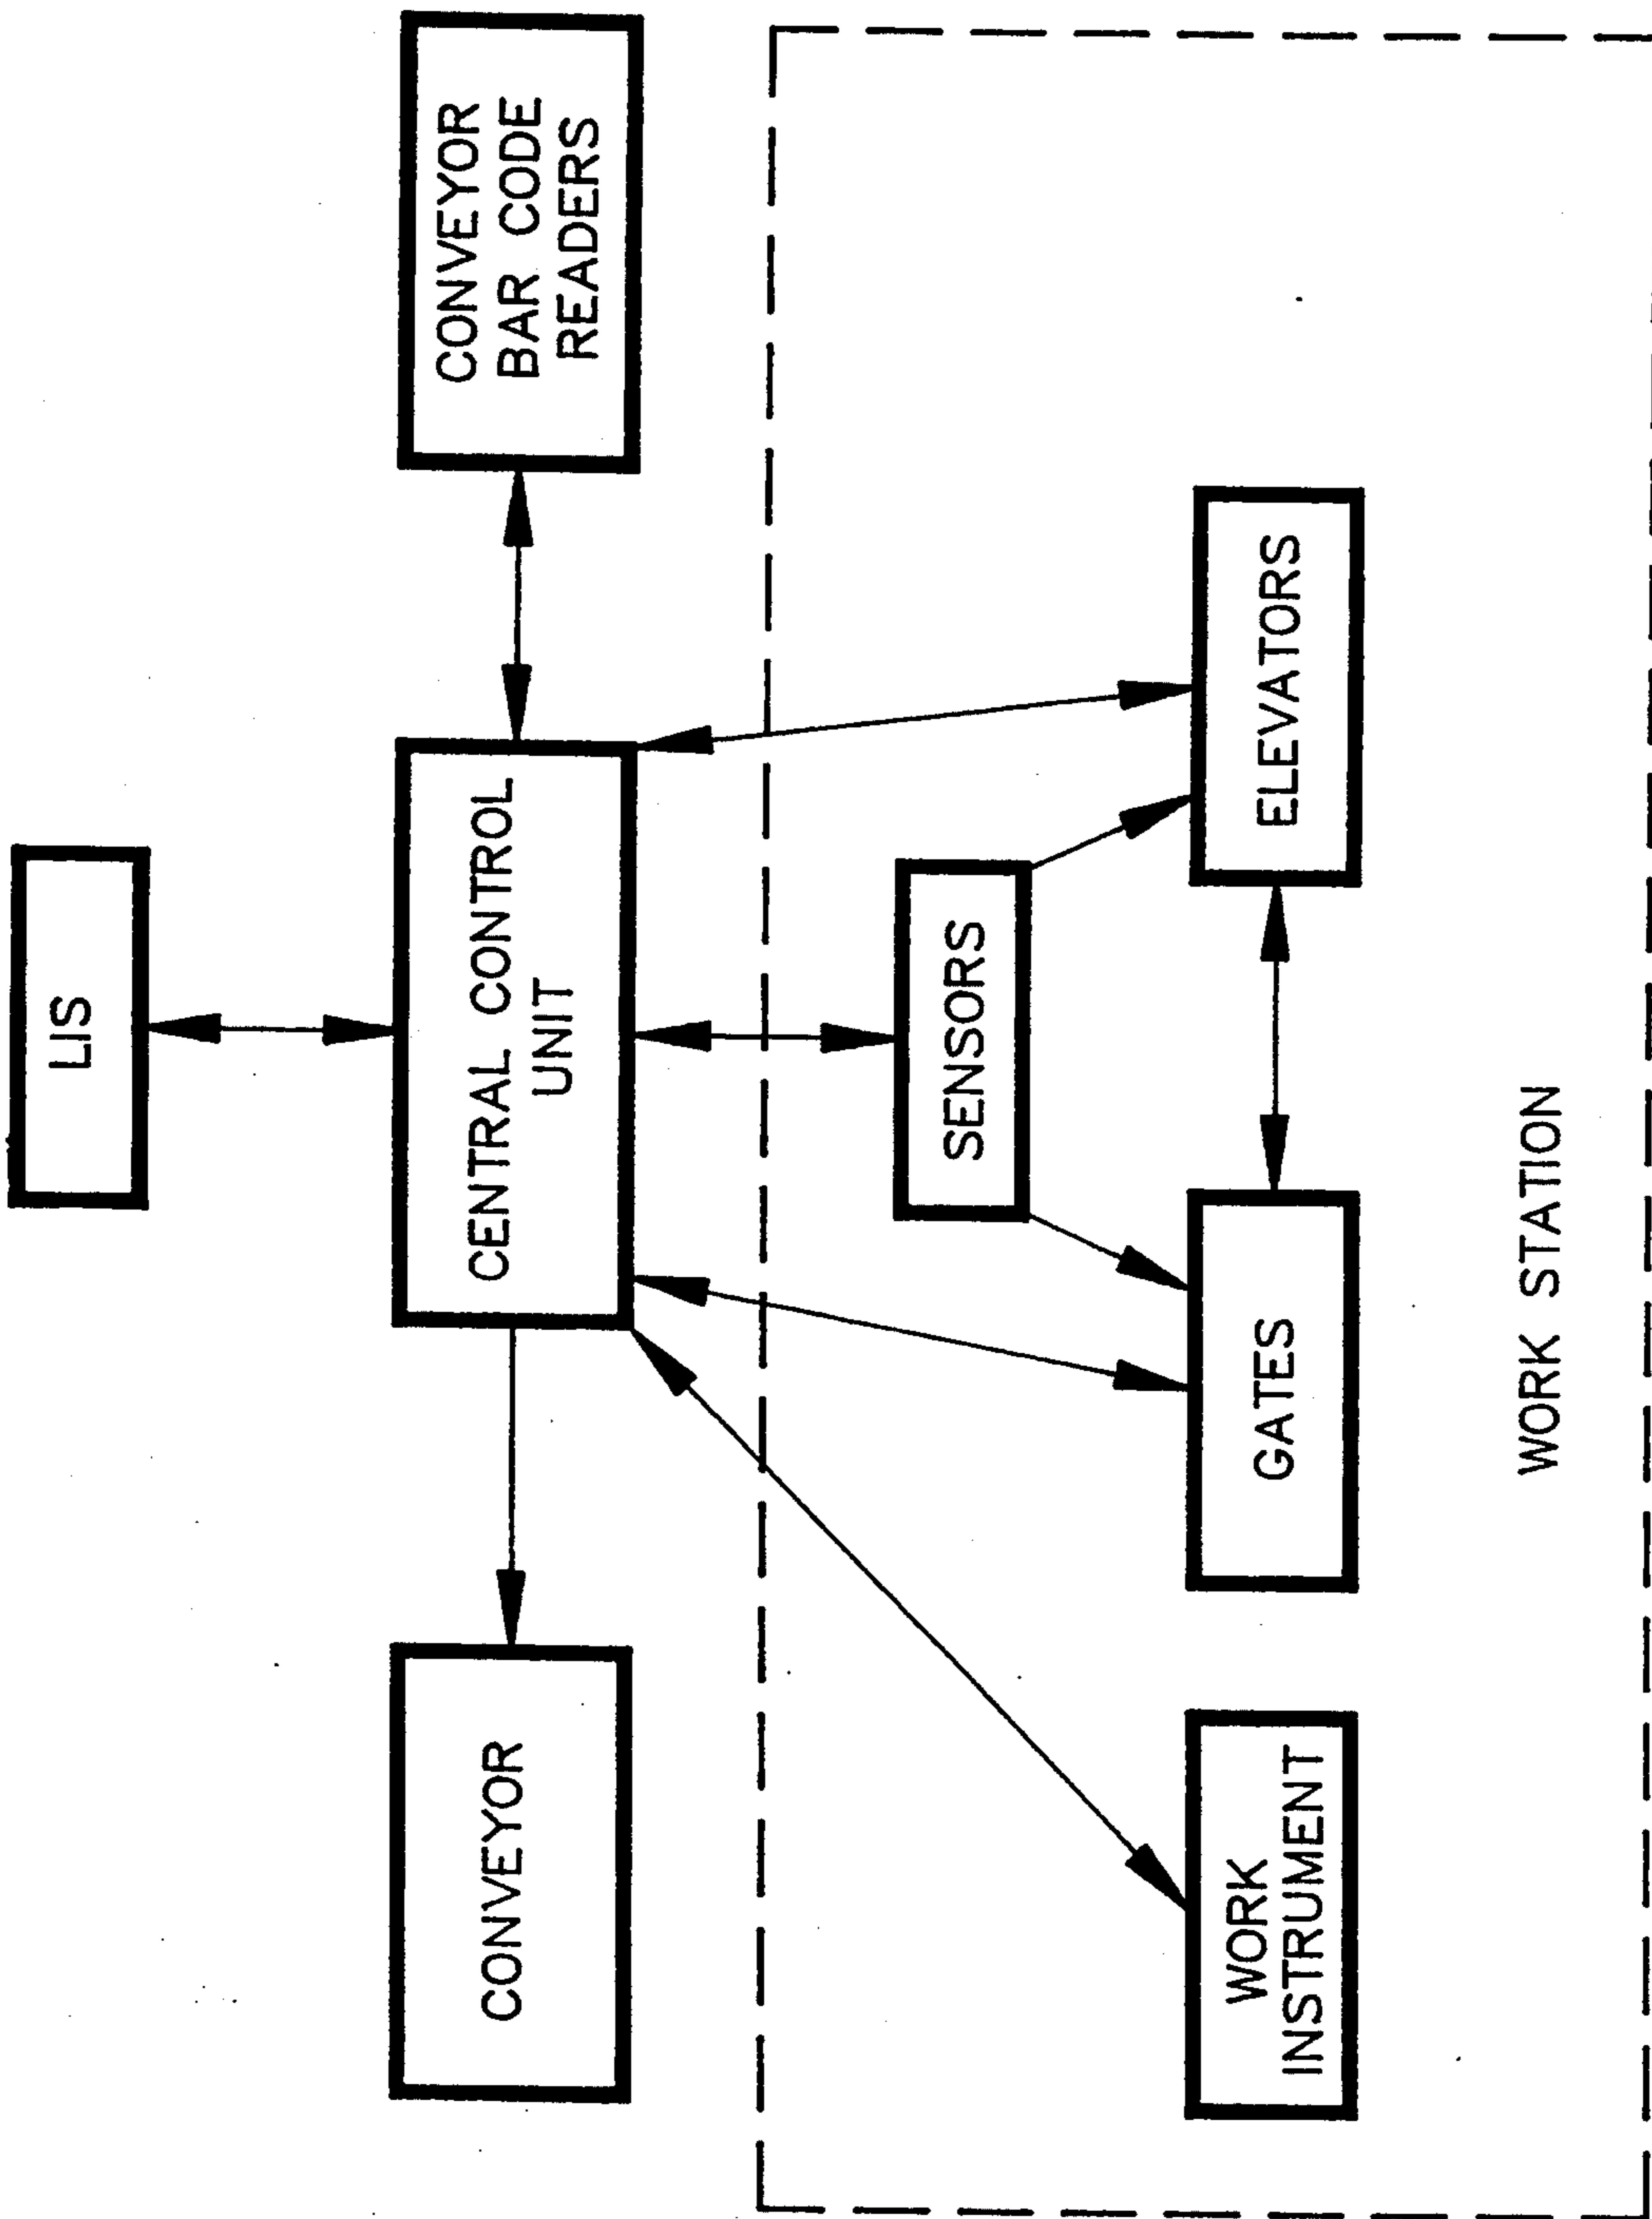 LIS
CONVEYOR
CENTRAL CONTROL
UNIT
CONVEYOR
BAR CODE
READERS
SENSORS
WORK
INSTRUMENT
GATES
ELEVATORS
WORK STATION